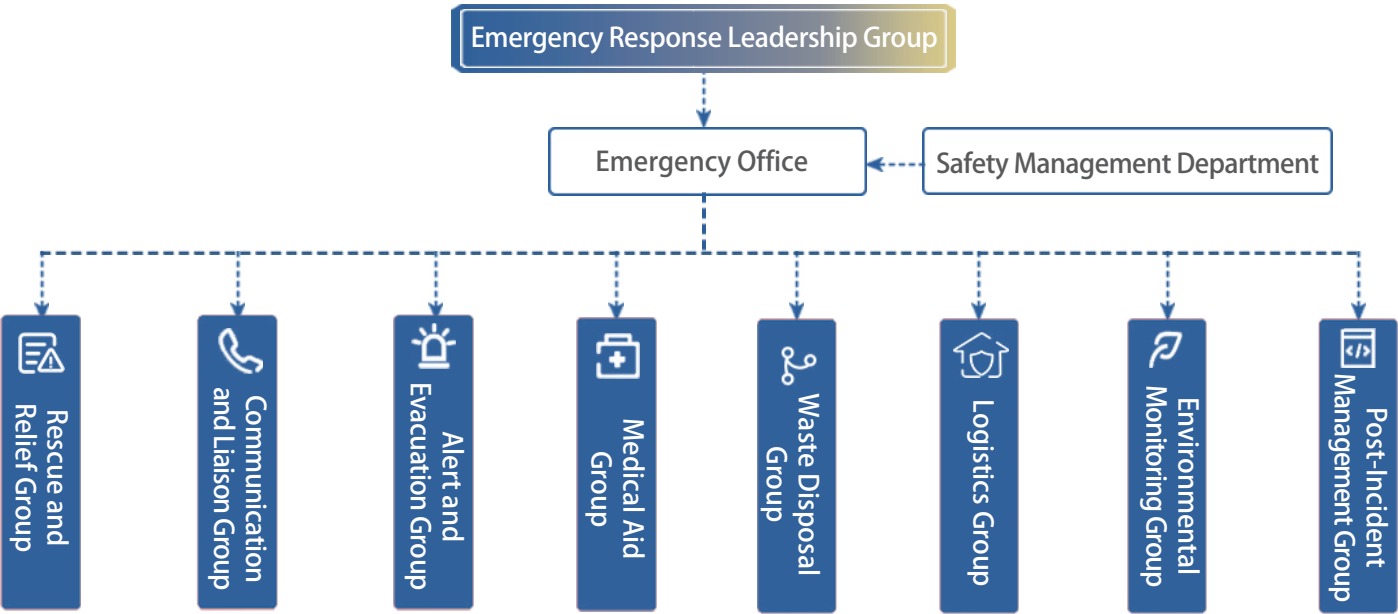 Emergency Response Leadership Group
Emergency Office
Safety Management Department
Rescue and
Relief Group
Communication
and Liaison Group
Alert and
Evacuation Group
Medical Aid
Group
Waste Disposal
Group
Logistics Group
Environmental
Monitoring Group
Post-Incident
Management Group